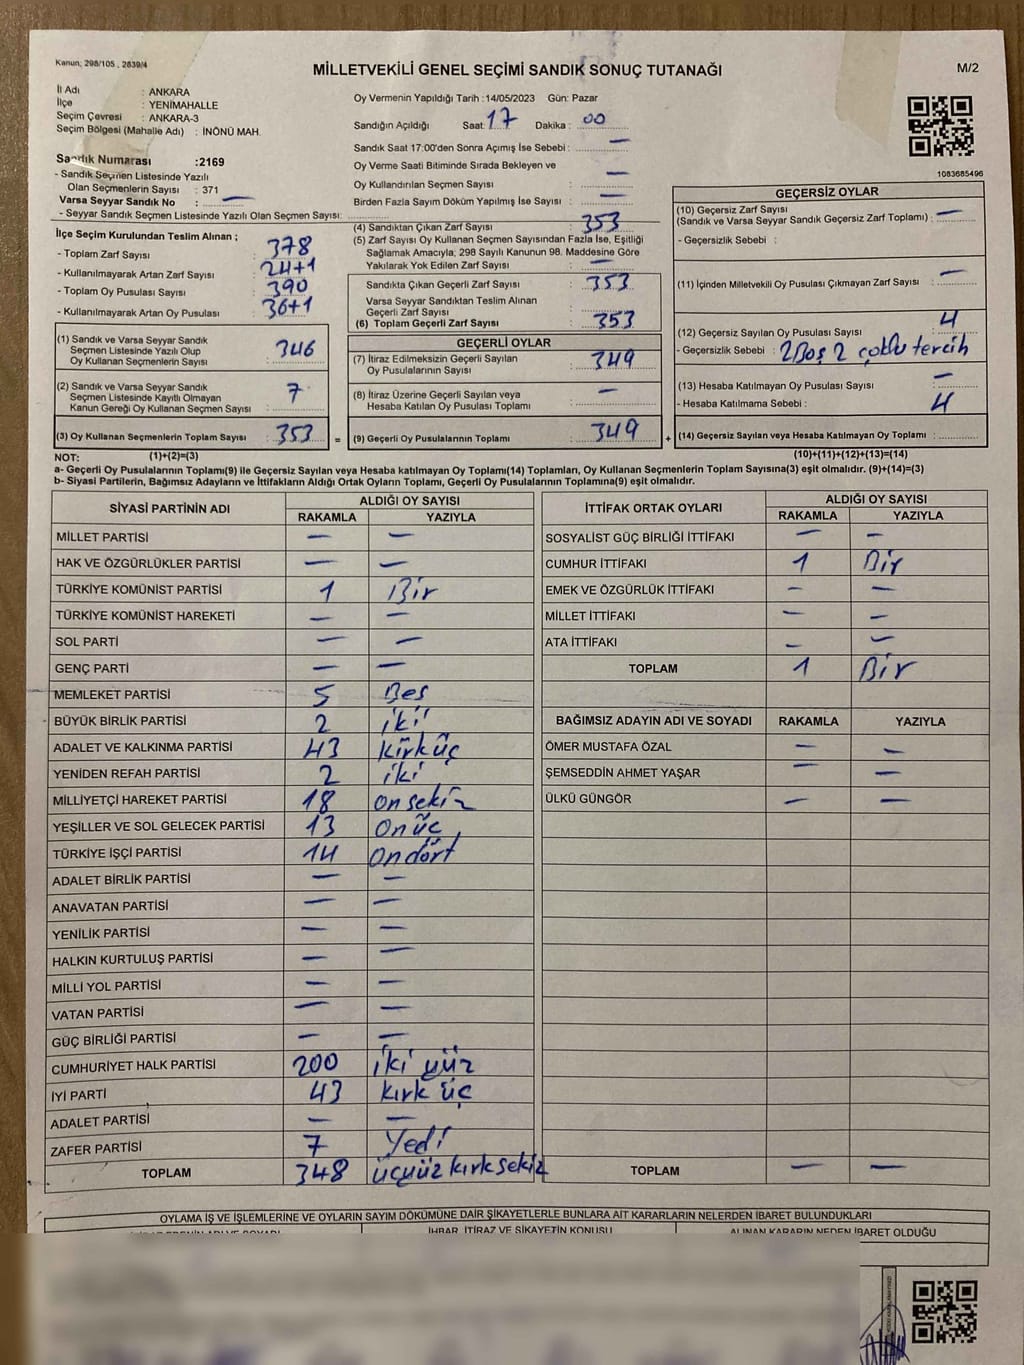 Kanun; 298/105 , 2839/4
MİLLETVEKİLİ GENEL SEÇİMİ SANDIK SONUÇ TUTANAĞI
M/2
İl Adı : ANKARA
İlçe : YENİMAHALLE
Seçim Çevresi : ANKARA-3
Seçim Bölgesi (Mahalle Adı) : İNÖNÜ MAH.
Sandık Numarası :2169
- Sandık Seçmen Listesinde Yazılı
Olan Seçmenlerin Sayısı : 371
Varsa Seyyar Sandık No : —
- Seyyar Sandık Seçmen Listesinde Yazılı Olan Seçmen Sayısı:
Oy Vermenin Yapıldığı Tarih :14/05/2023 Gün: Pazar
Sandığın Açıldığı Saat: 17 Dakika : 00
Sandık Saat 17:00'den Sonra Açımış İse Sebebi : —
Oy Verme Saati Bitiminde Sırada Bekleyen ve
Oy Kullandırılan Seçmen Sayısı : —
Birden Fazla Sayım Döküm Yapılmış İse Sayısı : —
1083685496
İlçe Seçim Kurulundan Teslim Alınan ;
- Toplam Zarf Sayısı : 378
- Kullanılmayarak Artan Zarf Sayısı : 24+1
- Toplam Oy Pusulası Sayısı : 390
- Kullanılmayarak Artan Oy Pusulası : 36+1
(1) Sandık ve Varsa Seyyar Sandık
Seçmen Listesinde Yazılı Olup
Oy Kullanan Seçmenlerin Sayısı : 346
(2) Sandık ve Varsa Seyyar Sandık
Seçmen Listesinde Kayıtlı Olmayan
Kanun Gereği Oy Kullanan Seçmen Sayısı : 7
(3) Oy Kullanan Seçmenlerin Toplam Sayısı : 353 =
(4) Sandıktan Çıkan Zarf Sayısı : 353
(5) Zarf Sayısı Oy Kullanan Seçmen Sayısından Fazla İse, Eşitliği
Sağlamak Amacıyla; 298 Sayılı Kanunun 98. Maddesine Göre
Yakılarak Yok Edilen Zarf Sayısı : —
Sandıkta Çıkan Geçerli Zarf Sayısı : 353
Varsa Seyyar Sandıktan Teslim Alınan
Geçerli Zarf Sayısı :
(6) Toplam Geçerli Zarf Sayısı : 353
GEÇERLİ OYLAR
(7) İtiraz Edilmeksizin Geçerli Sayılan
Oy Pusulalarının Sayısı : 349
(8) İtiraz Üzerine Geçerli Sayılan veya
Hesaba Katılan Oy Pusulası Toplamı : —
(9) Geçerli Oy Pusulalarının Toplamı : 349 +
GEÇERSİZ OYLAR
(10) Geçersiz Zarf Sayısı
(Sandık ve Varsa Seyyar Sandık Geçersiz Zarf Toplamı) : —
- Geçersizlik Sebebi :
(11) İçinden Milletvekili Oy Pusulası Çıkmayan Zarf Sayısı : —
(12) Geçersiz Sayılan Oy Pusulası Sayısı : 4
- Geçersizlik Sebebi : 2 Boş 2 çoklu tercih
(13) Hesaba Katılmayan Oy Pusulası Sayısı : —
- Hesaba Katılmama Sebebi : 4
(14) Geçersiz Sayılan veya Hesaba Katılmayan Oy Toplamı :
NOT: (1)+(2)=(3)
(10)+(11)+(12)+(13)=(14)
a- Geçerli Oy Pusulalarının Toplamı(9) ile Geçersiz Sayılan veya Hesaba katılmayan Oy Toplamı(14) Toplamları, Oy Kullanan Seçmenlerin Toplam Sayısına(3) eşit olmalıdır. (9)+(14)=(3)
b- Siyasi Partilerin, Bağımsız Adayların ve İttifakların Aldığı Ortak Oyların Toplamı, Geçerli Oy Pusulalarının Toplamına(9) eşit olmalıdır.
SİYASİ PARTİNİN ADI ALDIĞI OY SAYISI
RAKAMLA YAZIYLA
MİLLET PARTİSİ — —
HAK VE ÖZGÜRLÜKLER PARTİSİ — —
TÜRKİYE KOMÜNİST PARTİSİ 1 Bir
TÜRKİYE KOMÜNİST HAREKETİ — —
SOL PARTİ — —
GENÇ PARTİ — —
MEMLEKET PARTİSİ 5 Beş
BÜYÜK BİRLİK PARTİSİ 2 iki
ADALET VE KALKINMA PARTİSİ 43 kırk üç
YENİDEN REFAH PARTİSİ 2 iki
MİLLİYETÇİ HAREKET PARTİSİ 18 on sekiz
YEŞİLLER VE SOL GELECEK PARTİSİ 13 On üç
TÜRKİYE İŞÇİ PARTİSİ 14 On dört
ADALET BİRLİK PARTİSİ — —
ANAVATAN PARTİSİ — —
YENİLİK PARTİSİ — —
HALKIN KURTULUŞ PARTİSİ — —
MİLLİ YOL PARTİSİ — —
VATAN PARTİSİ — —
GÜÇ BİRLİĞİ PARTİSİ — —
CUMHURİYET HALK PARTİSİ 200 iki yüz
İYİ PARTİ 43 kırk üç
ADALET PARTİSİ — —
ZAFER PARTİSİ 7 Yedi
TOPLAM 348 üçyüz kırk sekiz
İTTİFAK ORTAK OYLARI ALDIĞI OY SAYISI
RAKAMLA YAZIYLA
SOSYALIST GÜÇ BİRLİĞİ İTTİFAKI — —
CUMHUR İTTİFAKI 1 Bir
EMEK VE ÖZGÜRLÜK İTTİFAKI — —
MİLLET İTTİFAKI — —
ATA İTTİFAKI — —
TOPLAM 1 Bir
BAĞIMSIZ ADAYIN ADI VE SOYADI RAKAMLA YAZIYLA
ÖMER MUSTAFA ÖZAL — —
ŞEMSEDDİN AHMET YAŞAR — —
ÜLKÜ GÜNGÖR — —
TOPLAM — —
OYLAMA İŞ VE İŞLEMLERİNE VE OYLARIN SAYIM DÖKÜMÜNE DAİR ŞİKAYETLERLE BUNLARA AİT KARARLARIN NELERDEN İBARET BULUNDUKLARI
İHBAR, İTİRAZ VE ŞİKAYETİN KONUSU ALINAN KARARIN NEDEN İBARET OLDUĞU